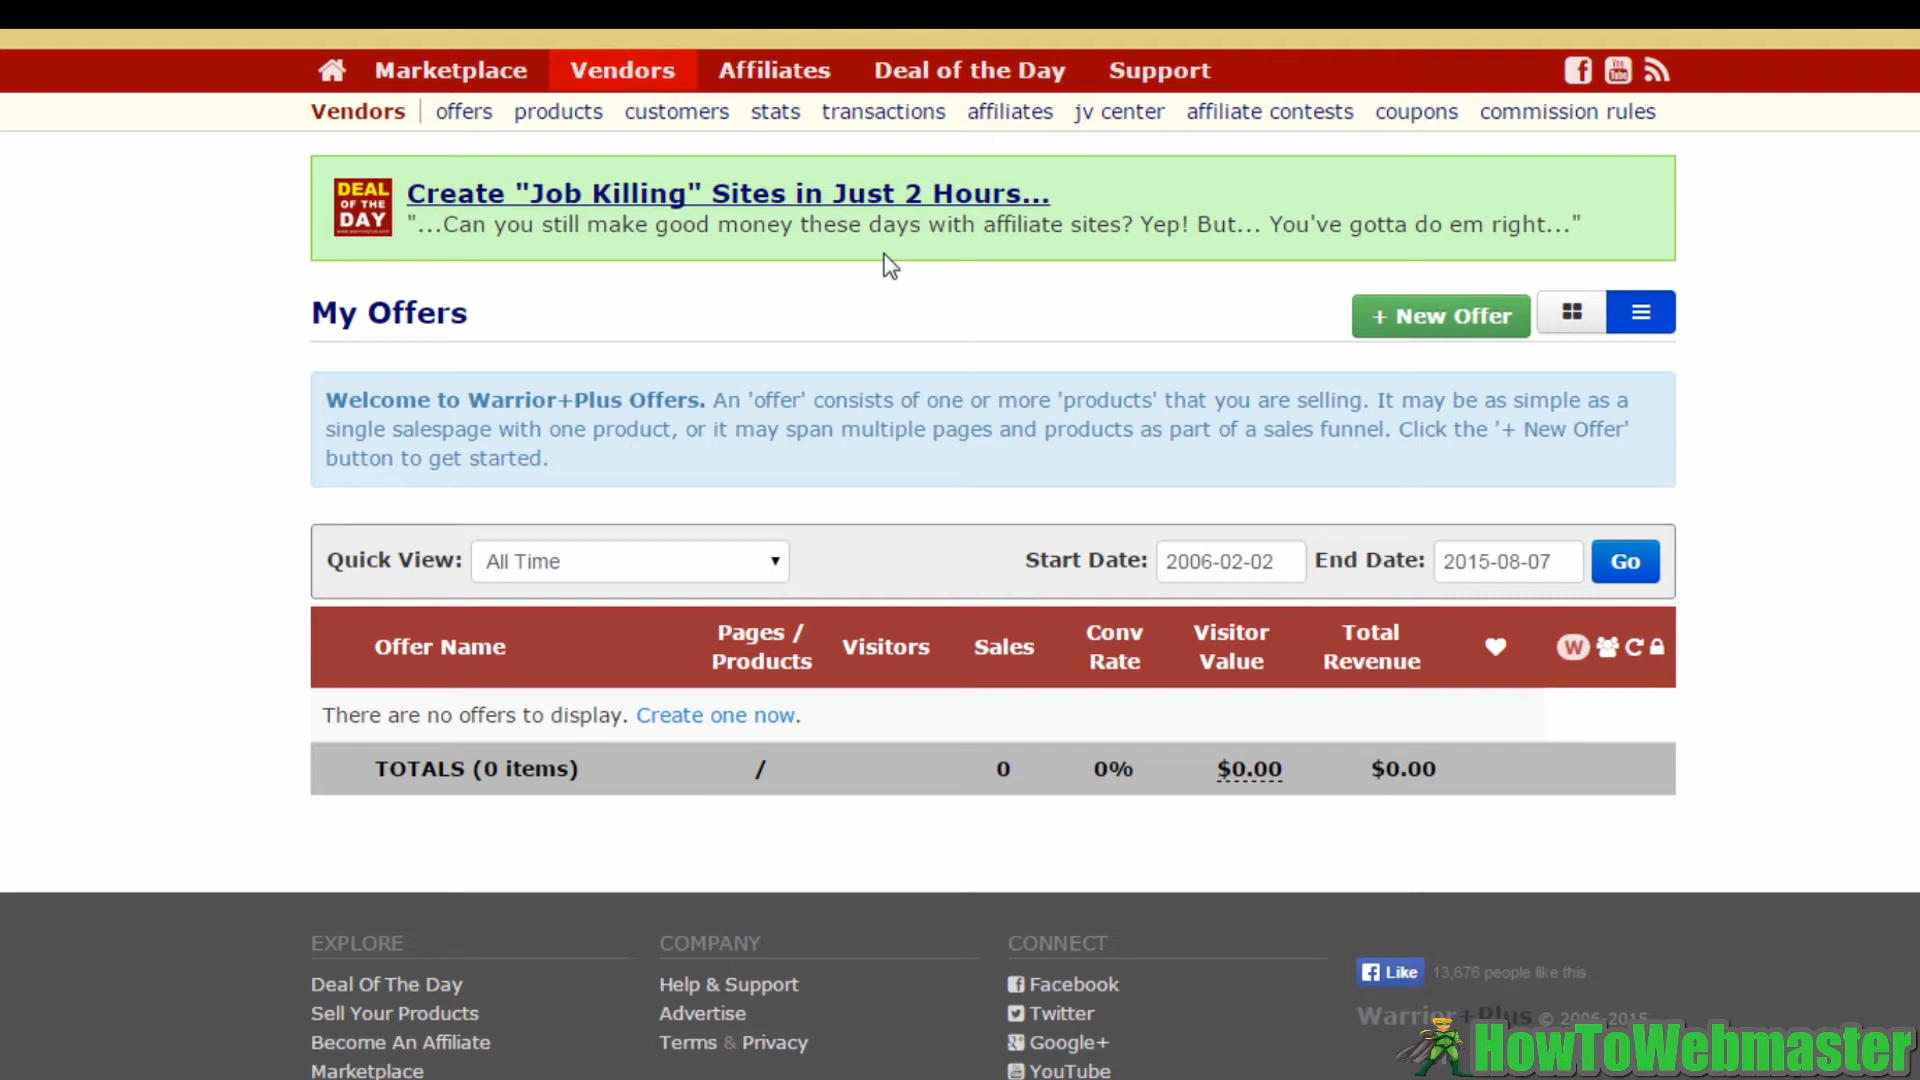 Marketplace Vendors Affiliates Deal of the Day Support
Vendors offers products customers stats transactions affiliates jv center affiliate contests coupons commission rules
DEAL OF THE DAY
Create "Job Killing" Sites in Just 2 Hours...
"...Can you still make good money these days with affiliate sites? Yep! But... You've gotta do em right..."
My Offers
+ New Offer
Welcome to Warrior+Plus Offers. An 'offer' consists of one or more 'products' that you are selling. It may be as simple as a
single salespage with one product, or it may span multiple pages and products as part of a sales funnel. Click the '+ New Offer'
button to get started.
Quick View: All Time Start Date: 2006-02-02 End Date: 2015-08-07 Go
Offer Name Pages / Products Visitors Sales Conv Rate Visitor Value Total Revenue W
There are no offers to display. Create one now.
TOTALS (0 items) / 0 0% $0.00 $0.00
EXPLORE
Deal Of The Day
Sell Your Products
Become An Affiliate
Marketplace
COMPANY
Help & Support
Advertise
Terms & Privacy
CONNECT
Facebook
Twitter
Google+
YouTube
Like 13,676 people like this.
Warrior+Plus © 2006-2015
HowToWebmaster